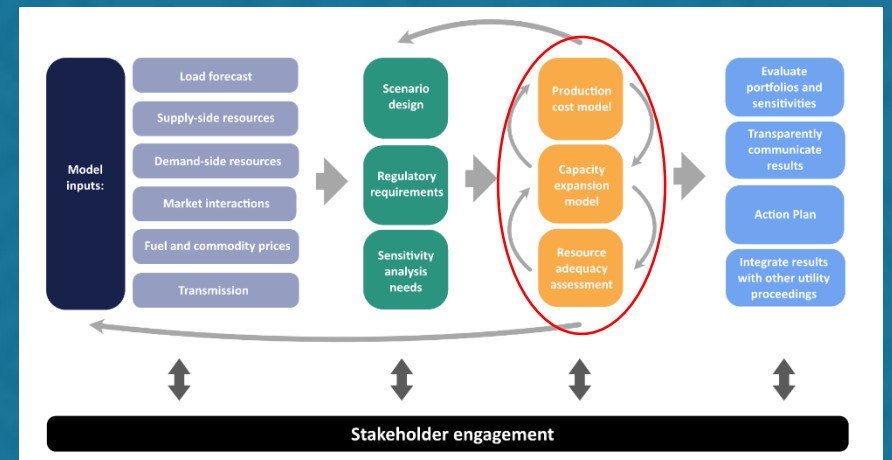 Model
inputs:
Load forecast
Supply-side resources
Demand-side resources
Market interactions
Fuel and commodity prices
Transmission
Scenario
design
Regulatory
requirements
Sensitivity
analysis
needs
Production
cost model
Capacity
expansion
model
Resource
adequacy
assessment
Evaluate
portfolios and
sensitivities
Transparently
communicate
results
Action Plan
Integrate results
with other utility
proceedings
Stakeholder engagement